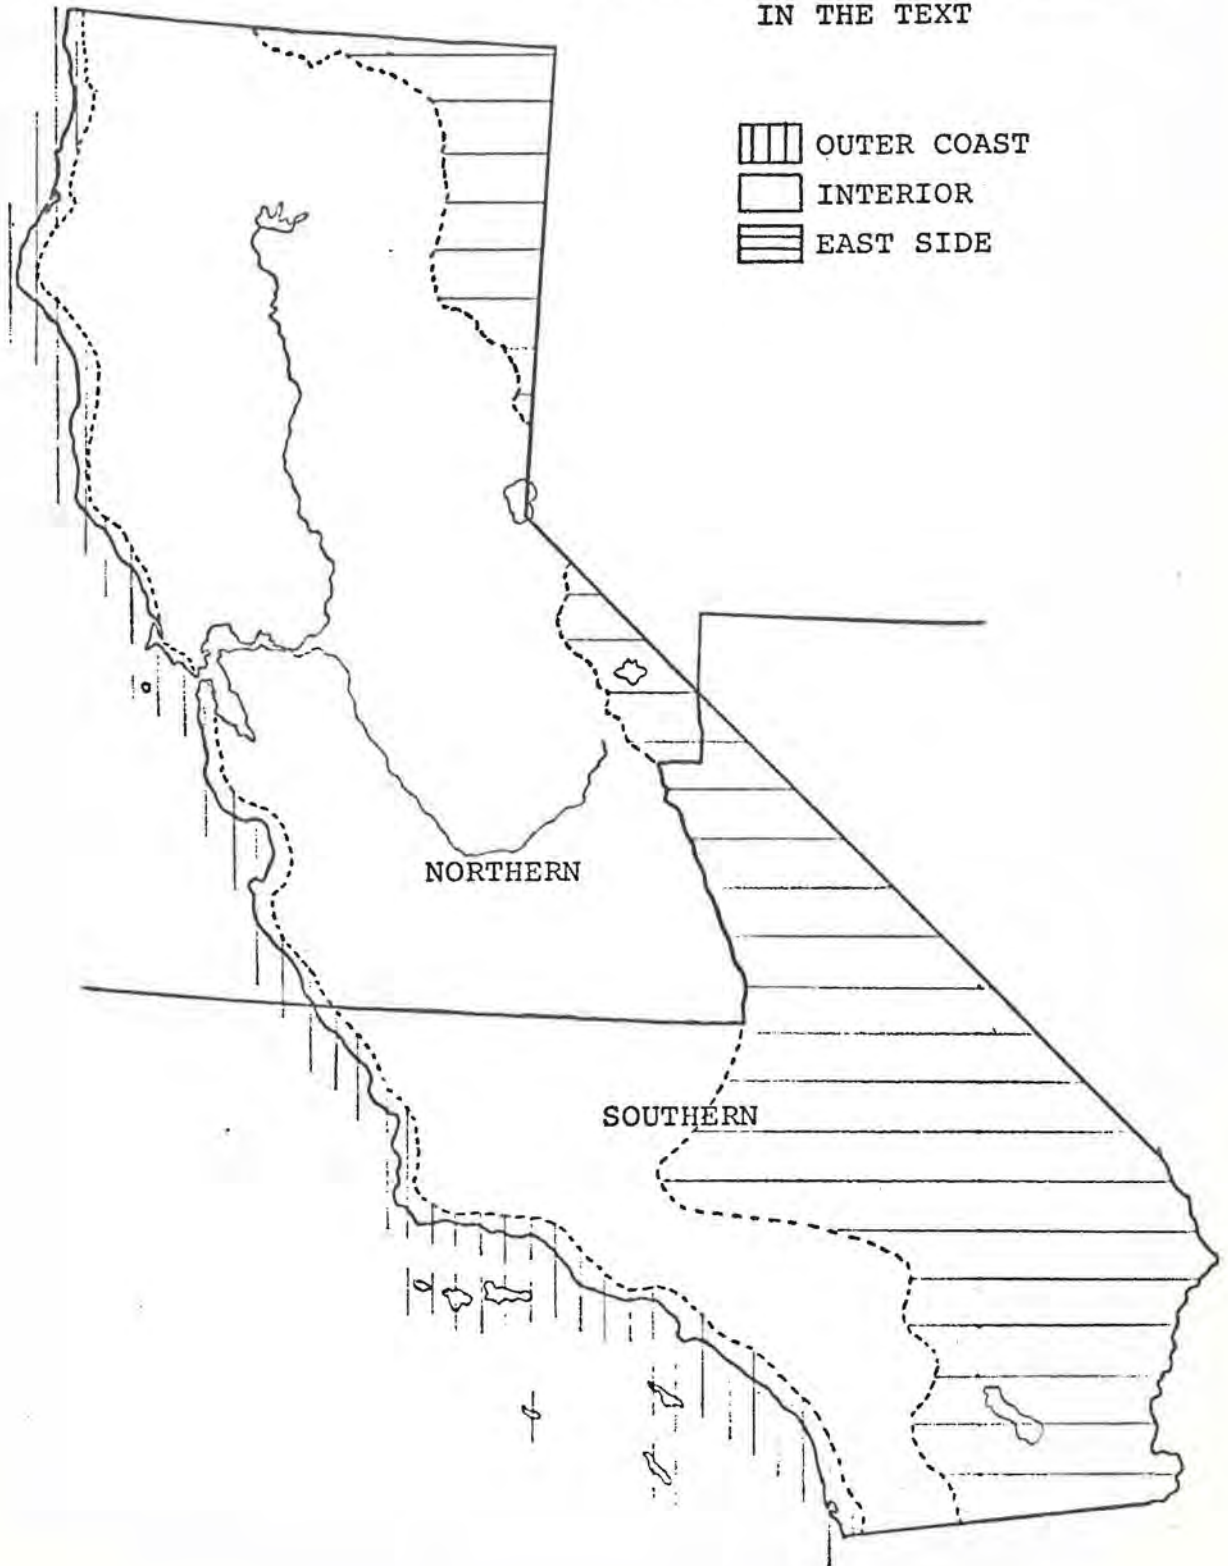 IN THE TEXT
OUTER COAST
INTERIOR
EAST SIDE
NORTHERN
SOUTHERN